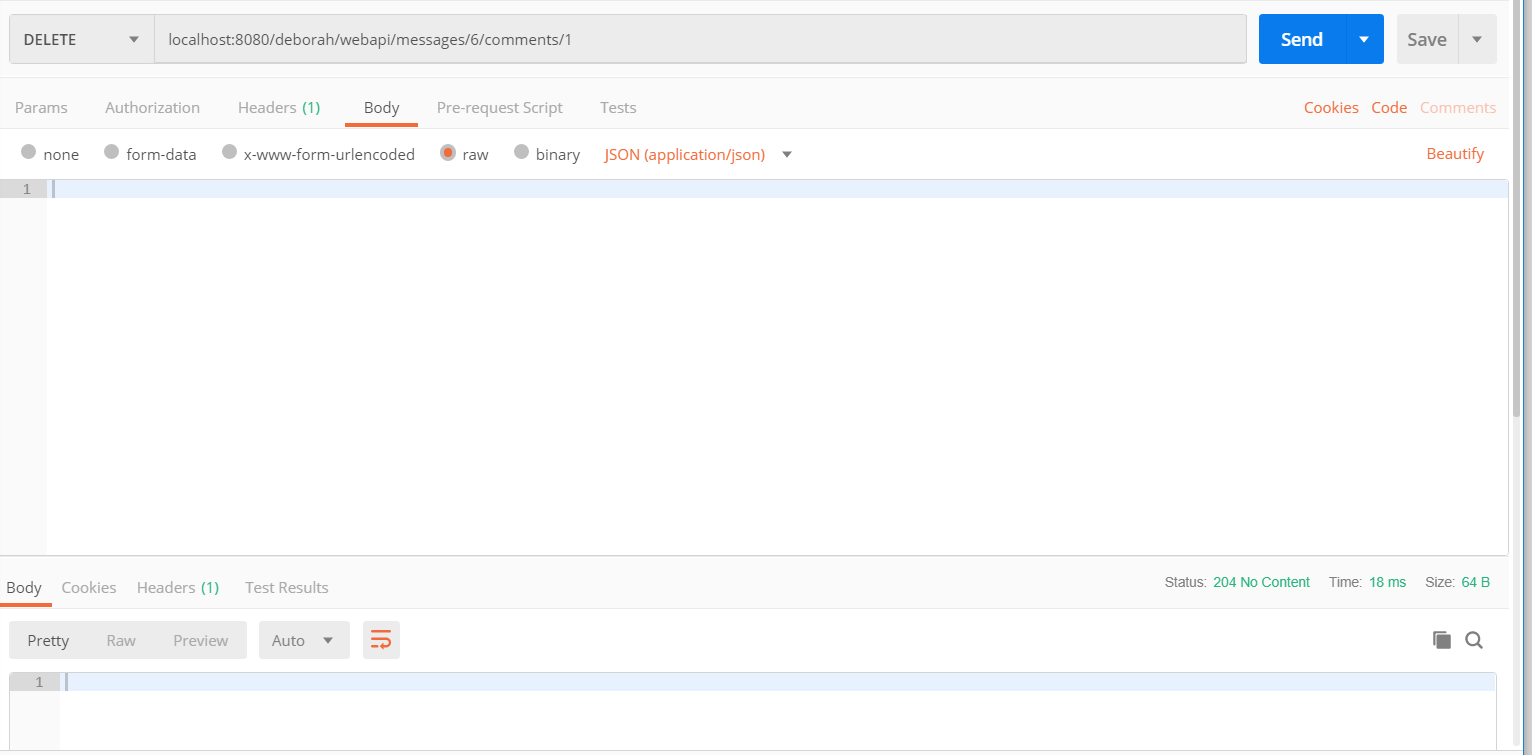 DELETE localhost:8080/deborah/webapi/messages/6/comments/1 Send Save
Params Authorization Headers (1) Body Pre-request Script Tests Cookies Code Comments
none form-data x-www-form-urlencoded raw binary JSON (application/json) Beautify
1
Body Cookies Headers (1) Test Results Status: 204 No Content Time: 18 ms Size: 64 B
Pretty Raw Preview Auto
1